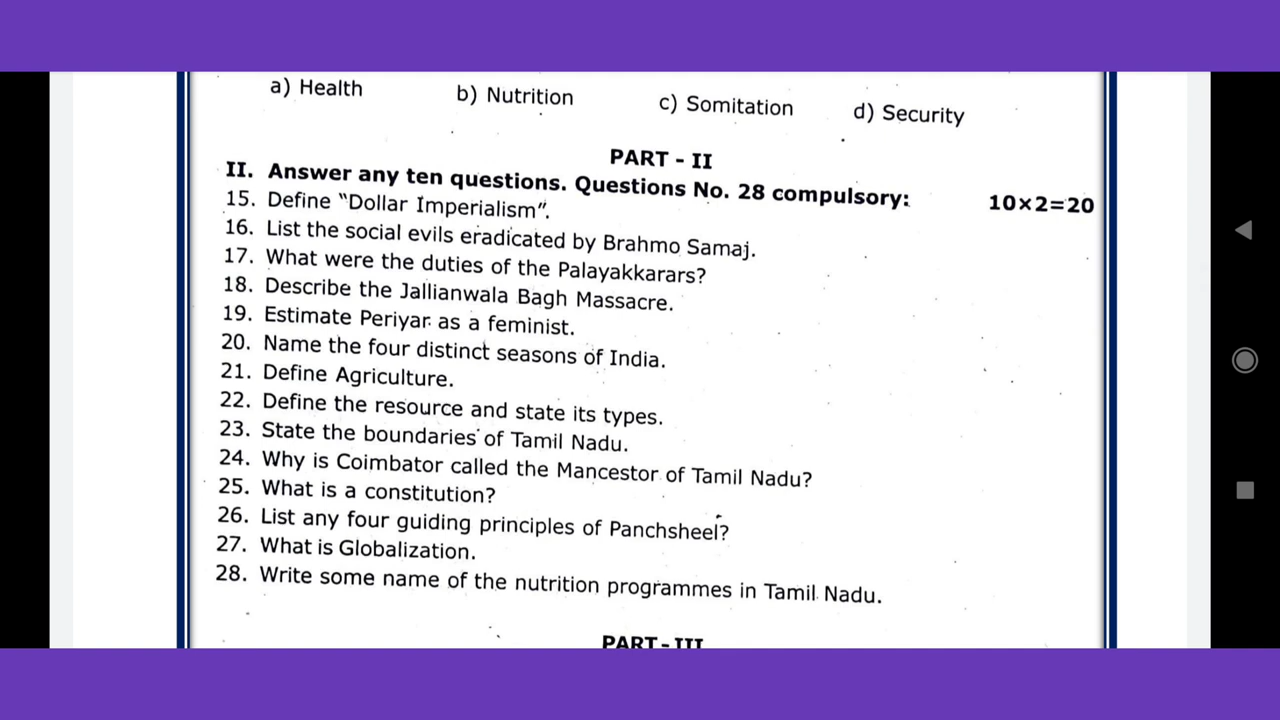 a) Health b) Nutrition c) Somitation d) Security
PART - II
II. Answer any ten questions. Questions No. 28 compulsory: 10×2=20
15. Define "Dollar Imperialism".
16. List the social evils eradicated by Brahmo Samaj.
17. What were the duties of the Palayakkarars?
18. Describe the Jallianwala Bagh Massacre.
19. Estimate Periyar as a feminist.
20. Name the four distinct seasons of India.
21. Define Agriculture.
22. Define the resource and state its types.
23. State the boundaries of Tamil Nadu.
24. Why is Coimbator called the Mancestor of Tamil Nadu?
25. What is a constitution?
26. List any four guiding principles of Panchsheel?
27. What is Globalization.
28. Write some name of the nutrition programmes in Tamil Nadu.
PART - III